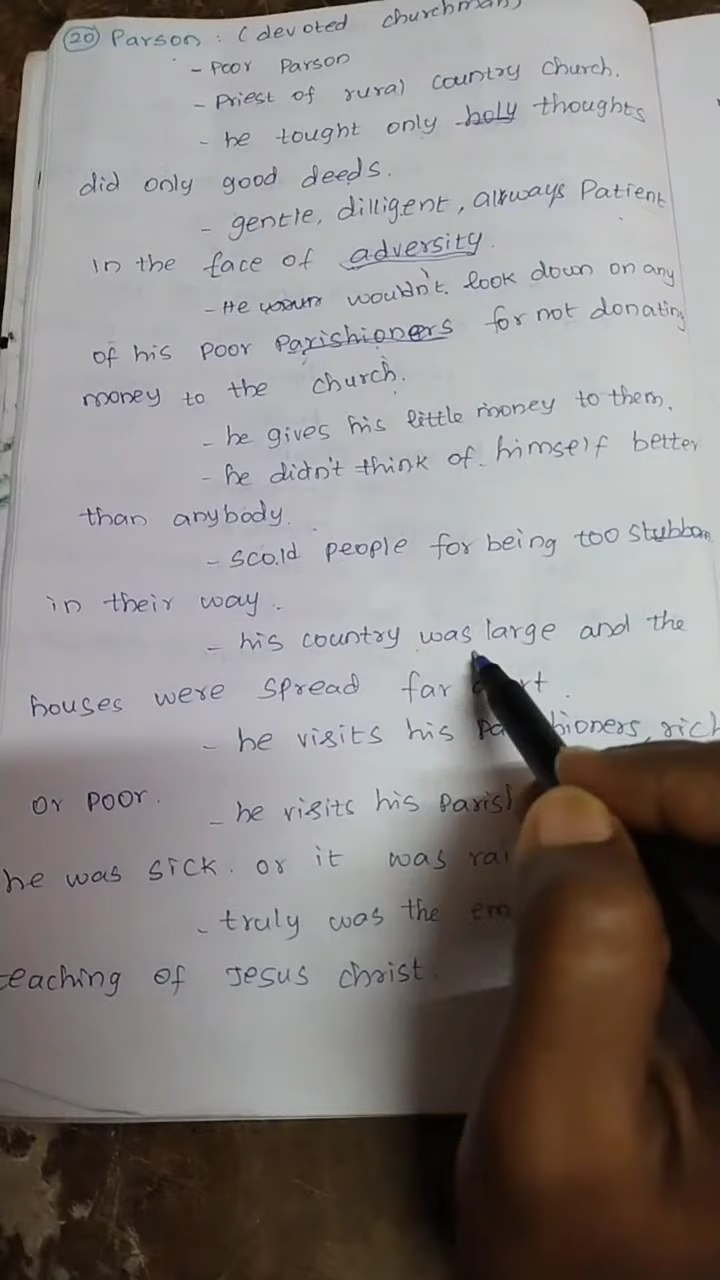 20 Parson : (devoted churchman)
- Poor Parson
- Priest of rural country church.
- he tought only holy thoughts
did only good deeds.
- gentle, dilligent, always Patient
in the face of adversity.
- He wouldn't look down on any
of his poor Parishioners for not donating
money to the church.
- he gives his little money to them.
- he didn't think of himself better
than anybody.
- scold people for being too stubborn
in their way.
- his country was large and the
houses were spread far
- he visits his rich
or poor.
- he visits his
he was sick. or it was
- truly was the
teaching of Jesus christ.